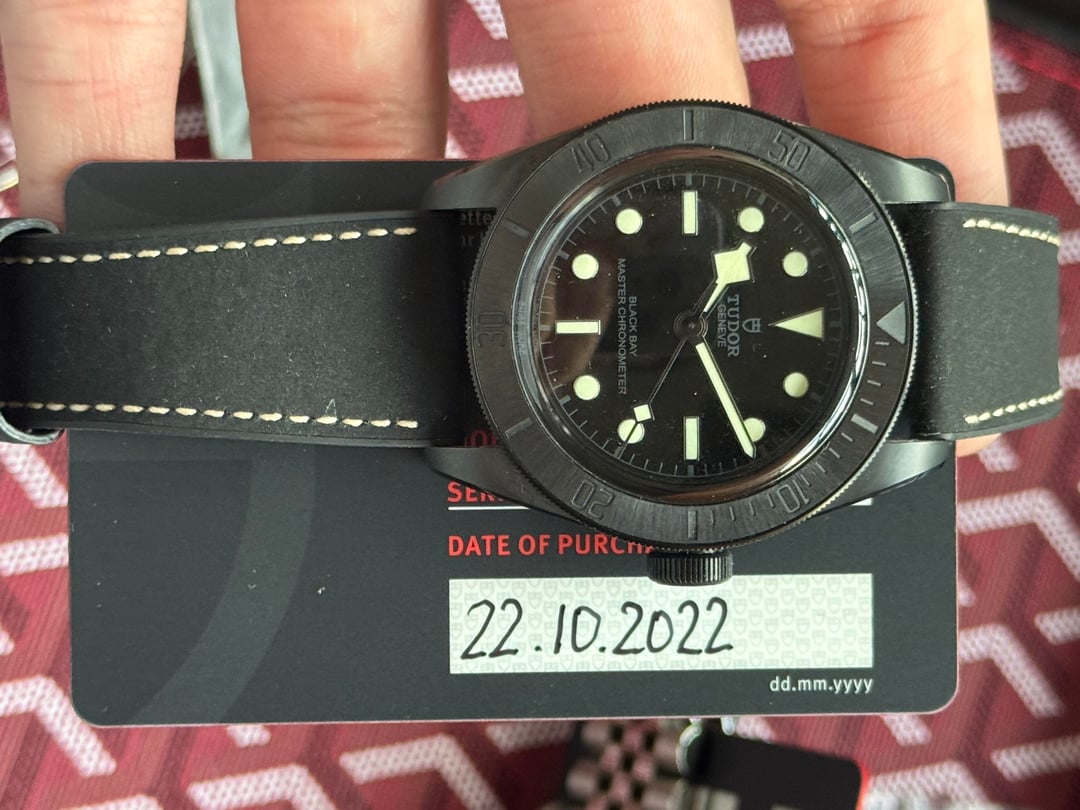 TUDOR
GENEVE
BLACK BAY
MASTER CHRONOMETER
50
40
30
20
10
DATE OF
22.10.2022
dd.mm.yyyy